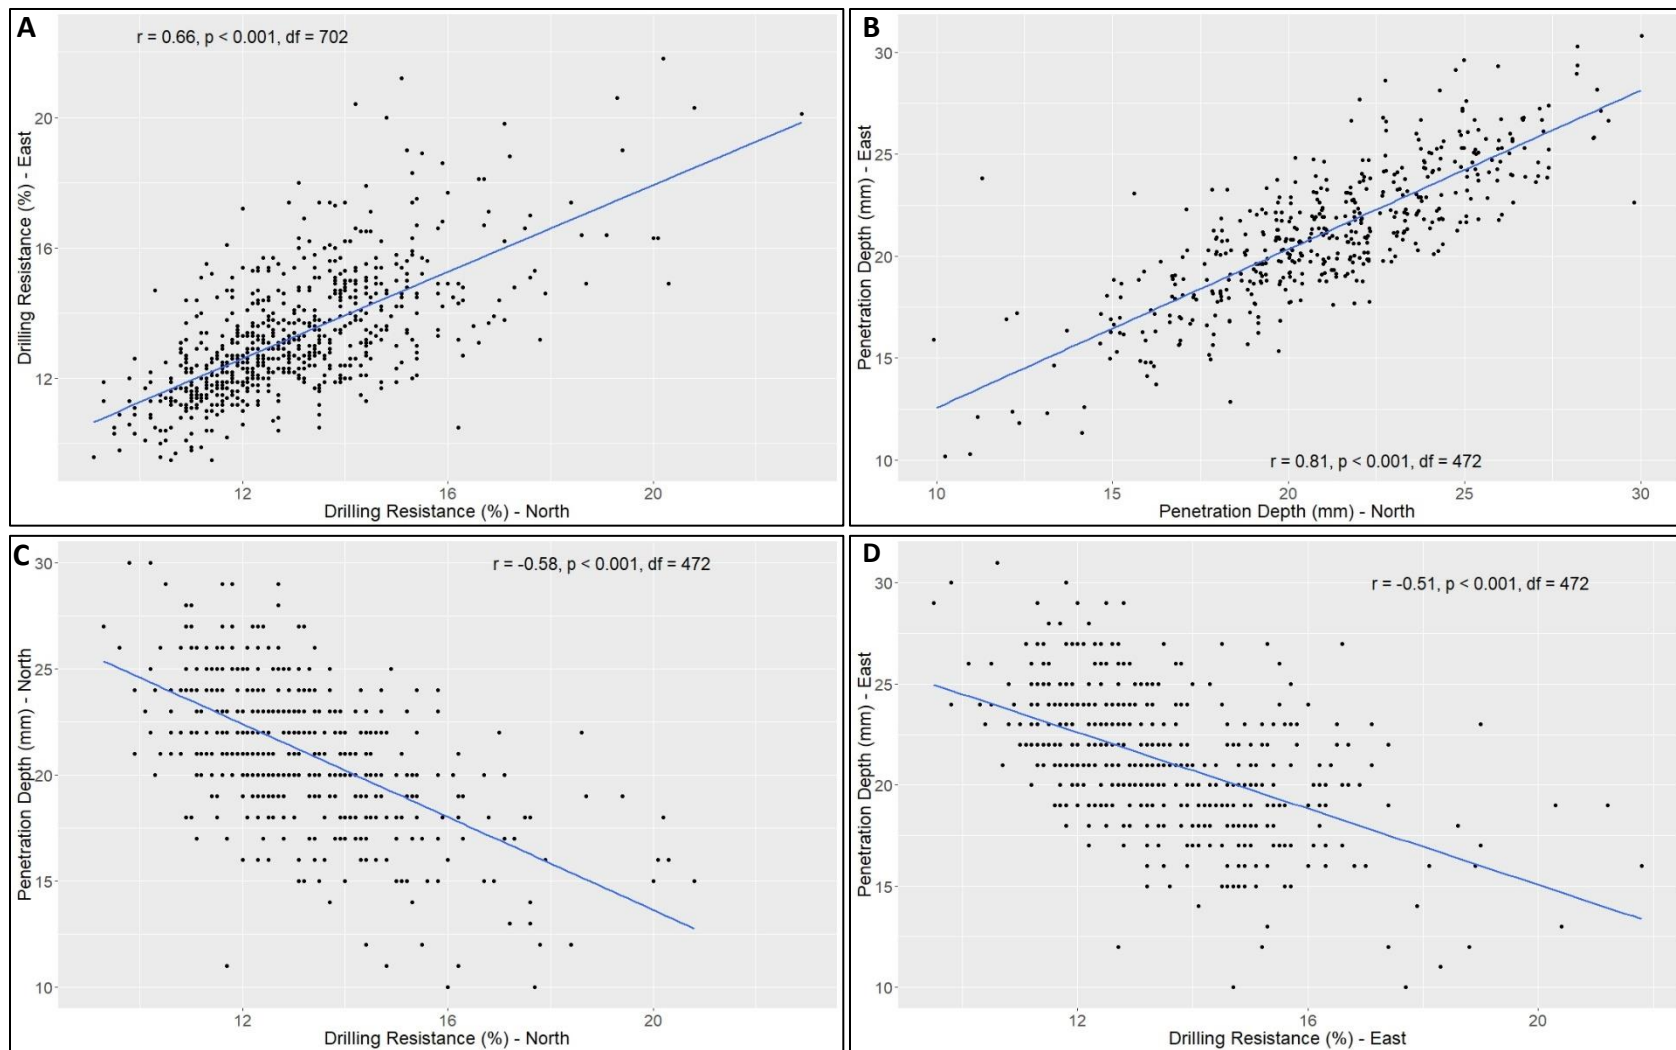 A
r = 0.66, p < 0.001, df = 702
Drilling Resistance (%) - East
20
16
12
12
16
20
Drilling Resistance (%) - North
B
r = 0.81, p < 0.001, df = 472
Penetration Depth (mm) - East
30
25
20
15
10
10
15
20
25
30
Penetration Depth (mm) - North
C
r = -0.58, p < 0.001, df = 472
Penetration Depth (mm) - North
30
25
20
15
10
12
16
20
Drilling Resistance (%) - North
D
r = -0.51, p < 0.001, df = 472
Penetration Depth (mm) - East
30
25
20
15
10
12
16
20
Drilling Resistance (%) - East